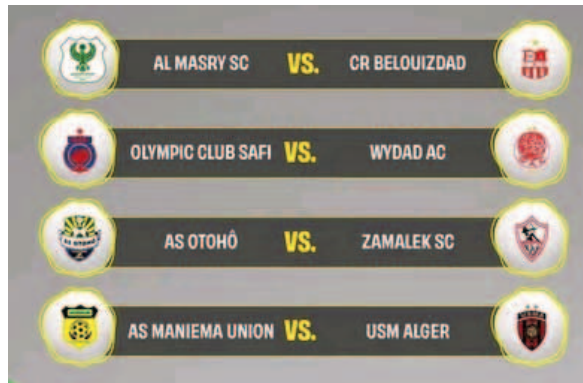 AL MASRY SC VS. CR BELOUIZDAD
OLYMPIC CLUB SAFI VS. WYDAD AC
AS OTOHÔ VS. ZAMALEK SC
AS MANIEMA UNION VS. USM ALGER